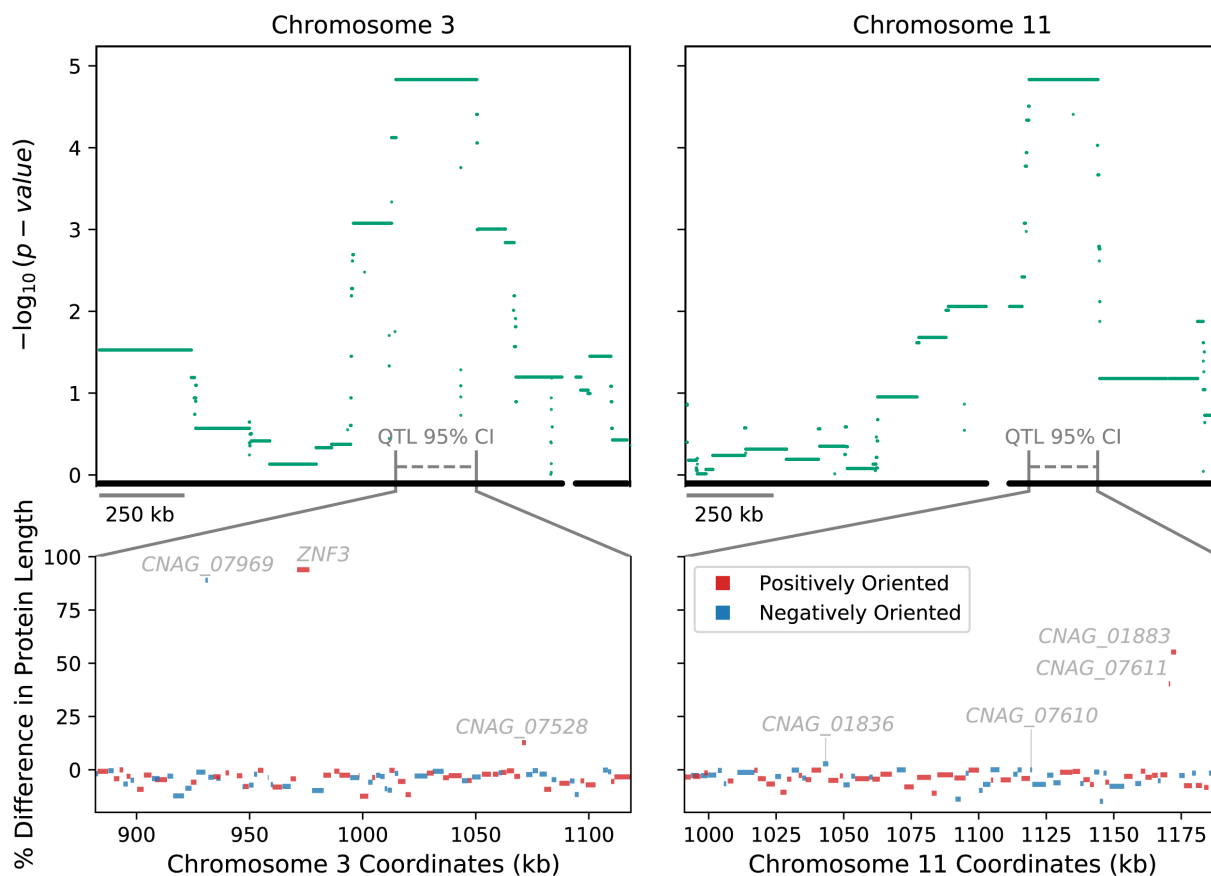 Chromosome 3
Chromosome 11
−log10(p − value)
5
4
3
2
1
0
QTL 95% CI
QTL 95% CI
250 kb
250 kb
% Difference in Protein Length
100
75
50
25
0
CNAG_07969
ZNF3
CNAG_07528
Positively Oriented
Negatively Oriented
CNAG_01883
CNAG_07611
CNAG_01836
CNAG_07610
900
950
1000
1050
1100
1000
1025
1050
1075
1100
1125
1150
1175
Chromosome 3 Coordinates (kb)
Chromosome 11 Coordinates (kb)